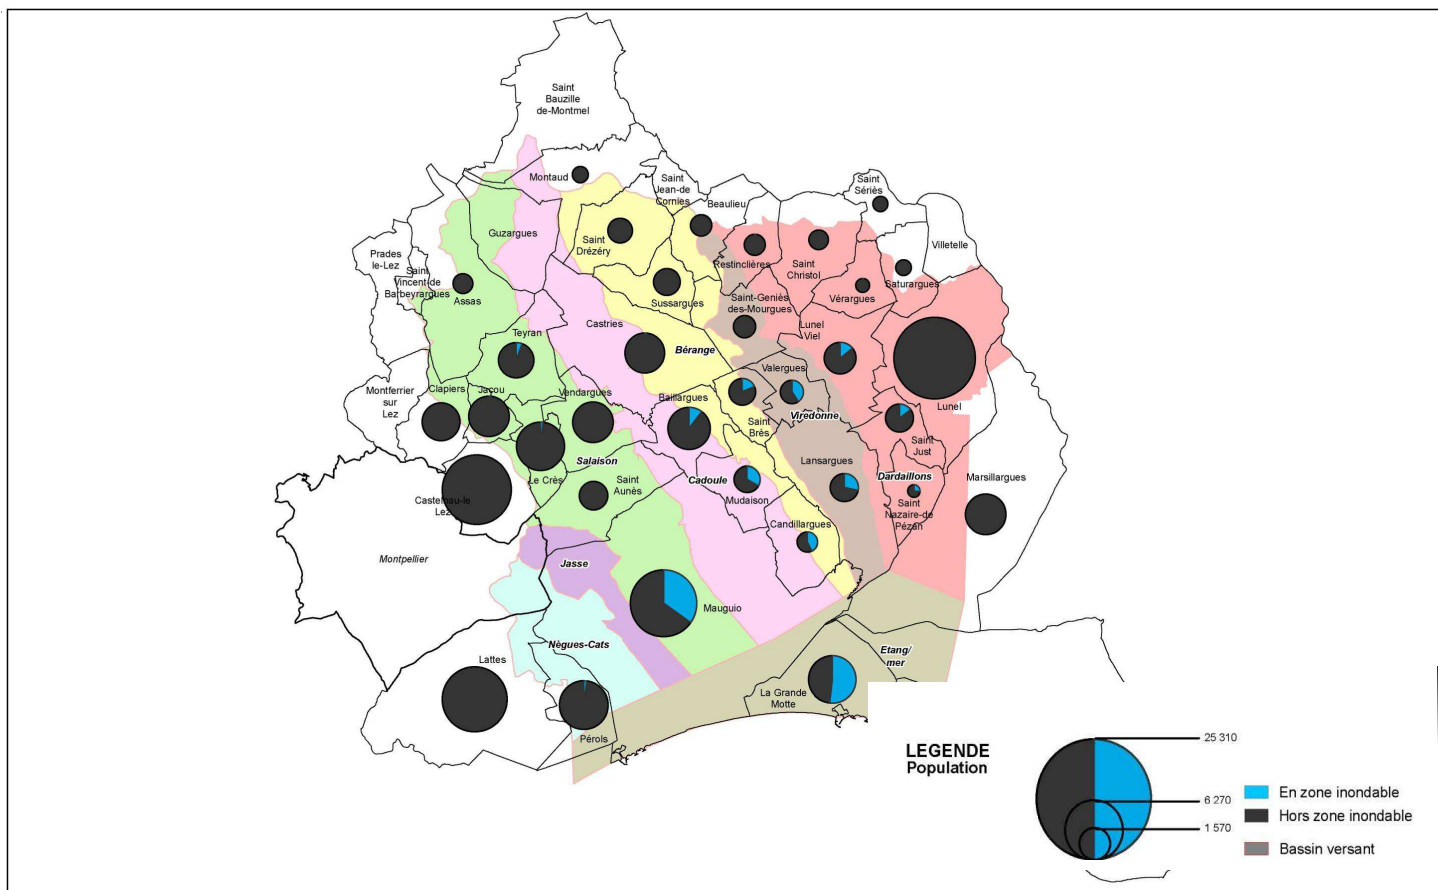 Saint
Bauzille
de-Montmel
Montaud
Saint
Jean-de
Cornies
Beaulieu
Saint
Sériès
Villetelle
Guzargues
Saint
Drézéry
Restinclières
Saint
Christol
Prades
le-Lez
Saint
Vincent-de
Barbeyrargues
Assas
Sussargues
Saint-Geniès
des-Mourgues
Vérargues
Saturargues
Teyran
Castries
Bérange
Lunel
Viel
Valergues
Lunel
Montferrier
sur
Lez
Clapiers
Jacou
Vendargues
Baillargues
Saint
Brès
Viredonne
Saint
Just
Le Crès
Salaison
Saint
Aunès
Cadoule
Mudaison
Lansargues
Dardaillons
Saint
Nazaire-de
Pézan
Marsillargues
Castelnau-le
Lez
Candillargues
Montpellier
Jasse
Mauguio
Nègues-Cats
Etang/
mer
Lattes
La Grande
Motte
Pérols
LEGENDE
Population
25 310
6 270
1 570
En zone inondable
Hors zone inondable
Bassin versant